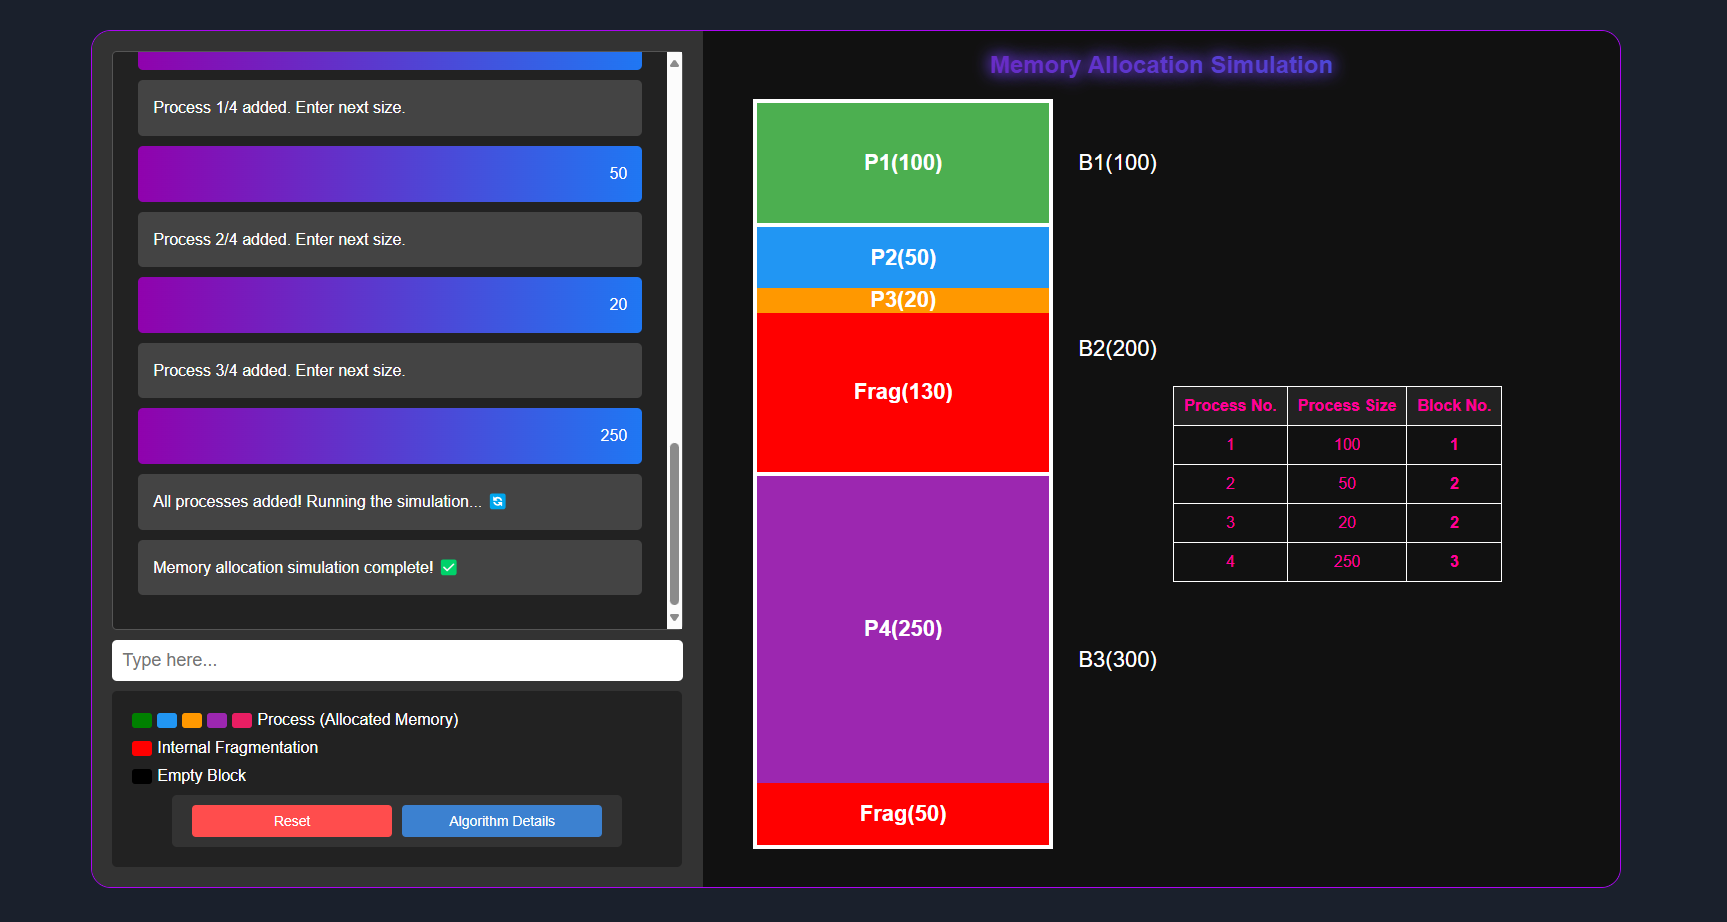 Process 1/4 added. Enter next size.
50
Process 2/4 added. Enter next size.
20
Process 3/4 added. Enter next size.
250
All processes added! Running the simulation... 🔄
Memory allocation simulation complete! ✅
Type here...
Process (Allocated Memory)
Internal Fragmentation
Empty Block
Reset Algorithm Details
Memory Allocation Simulation
P1(100) B1(100)
P2(50)
P3(20)
B2(200)
Frag(130)
P4(250)
B3(300)
Frag(50)
Process No. Process Size Block No.
1 100 1
2 50 2
3 20 2
4 250 3